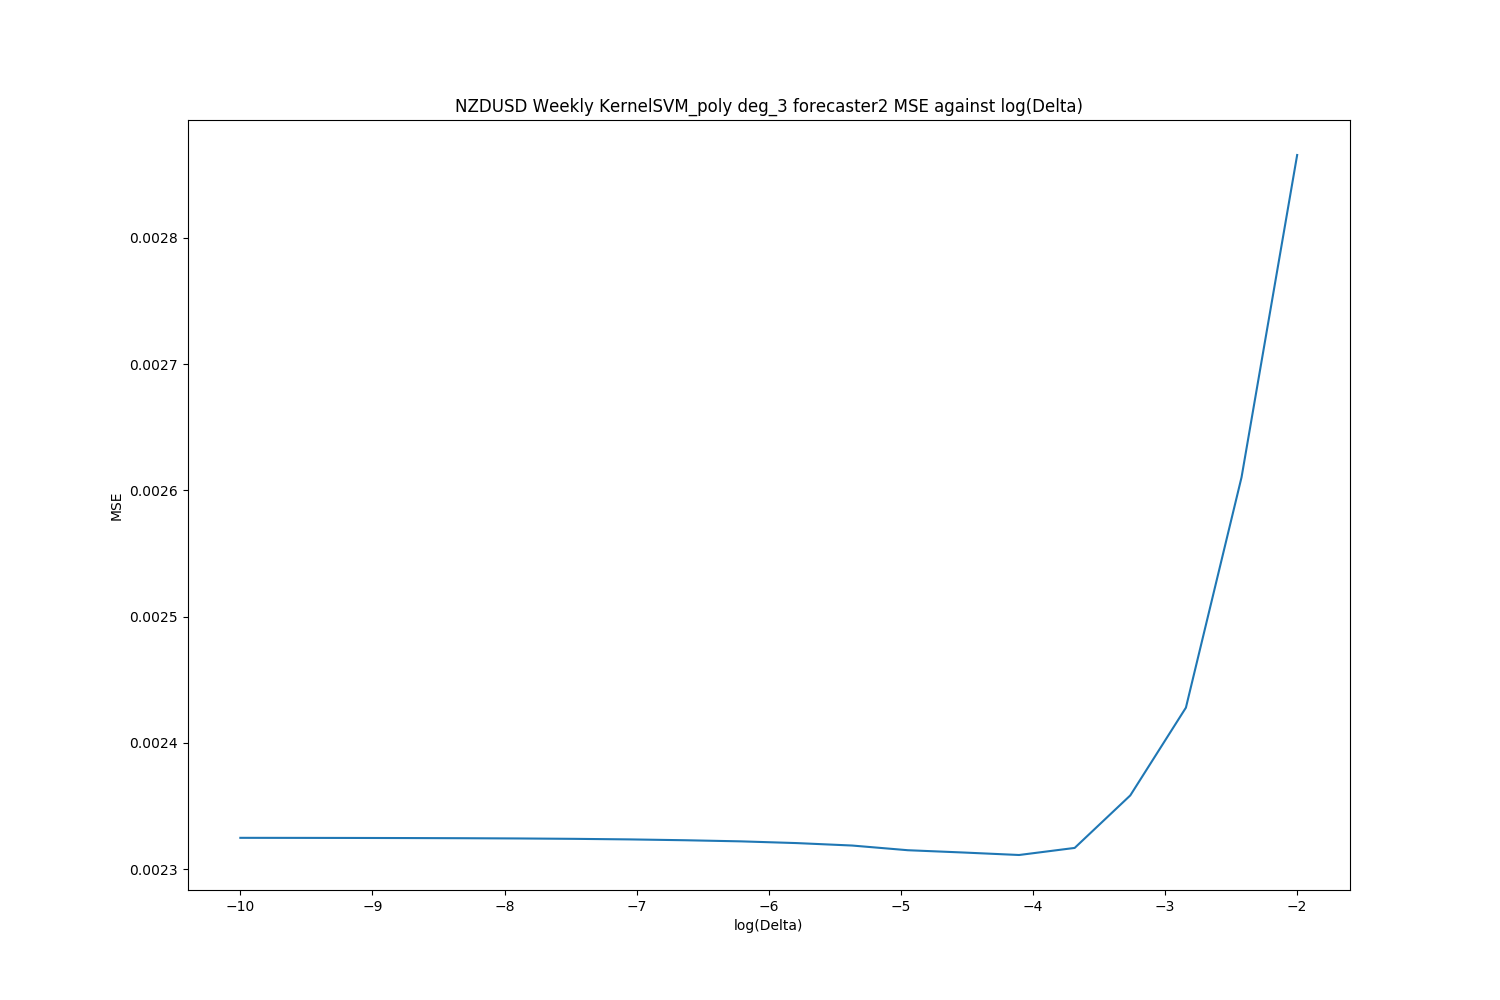 NZDUSD Weekly KernelSVM_poly deg_3 forecaster2 MSE against log(Delta)
0.0028
0.0027
0.0026
0.0025
0.0024
0.0023
MSE
−10 −9 −8 −7 −6 −5 −4 −3 −2
log(Delta)